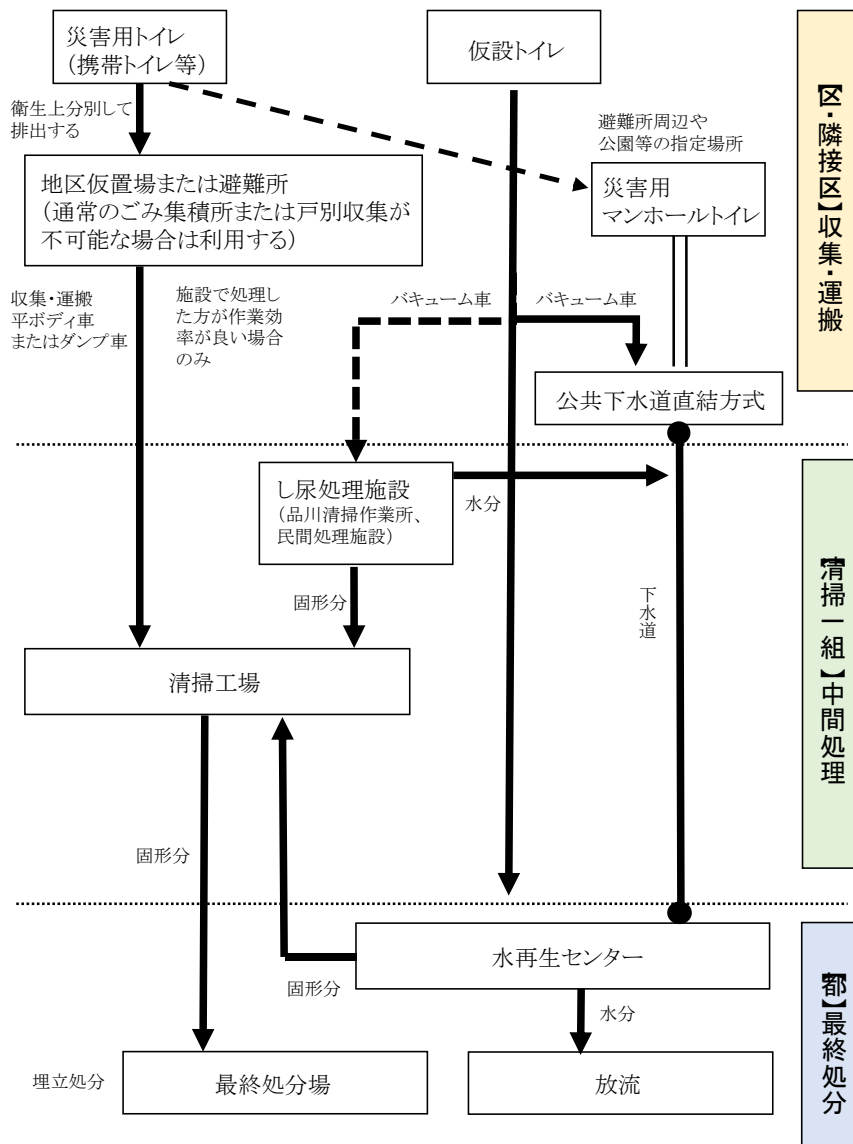 災害用トイレ
（携帯トイレ等）
仮設トイレ
衛生上分別して
排出する
避難所周辺や
公園等の指定場所
地区仮置場または避難所
（通常のごみ集積所または戸別収集が
不可能な場合は利用する）
災害用
マンホールトイレ
収集・運搬
平ボディ車
またはダンプ車
施設で処理し
た方が作業効
率が良い場合
のみ
バキューム車
バキューム車
公共下水道直結方式
【区・隣接区】収集・運搬
し尿処理施設
（品川清掃作業所、
民間処理施設）
水分
固形分
下水道
清掃工場
【清掃一組】中間処理
固形分
水再生センター
固形分
水分
埋立処分
最終処分場
放流
【都】最終処分